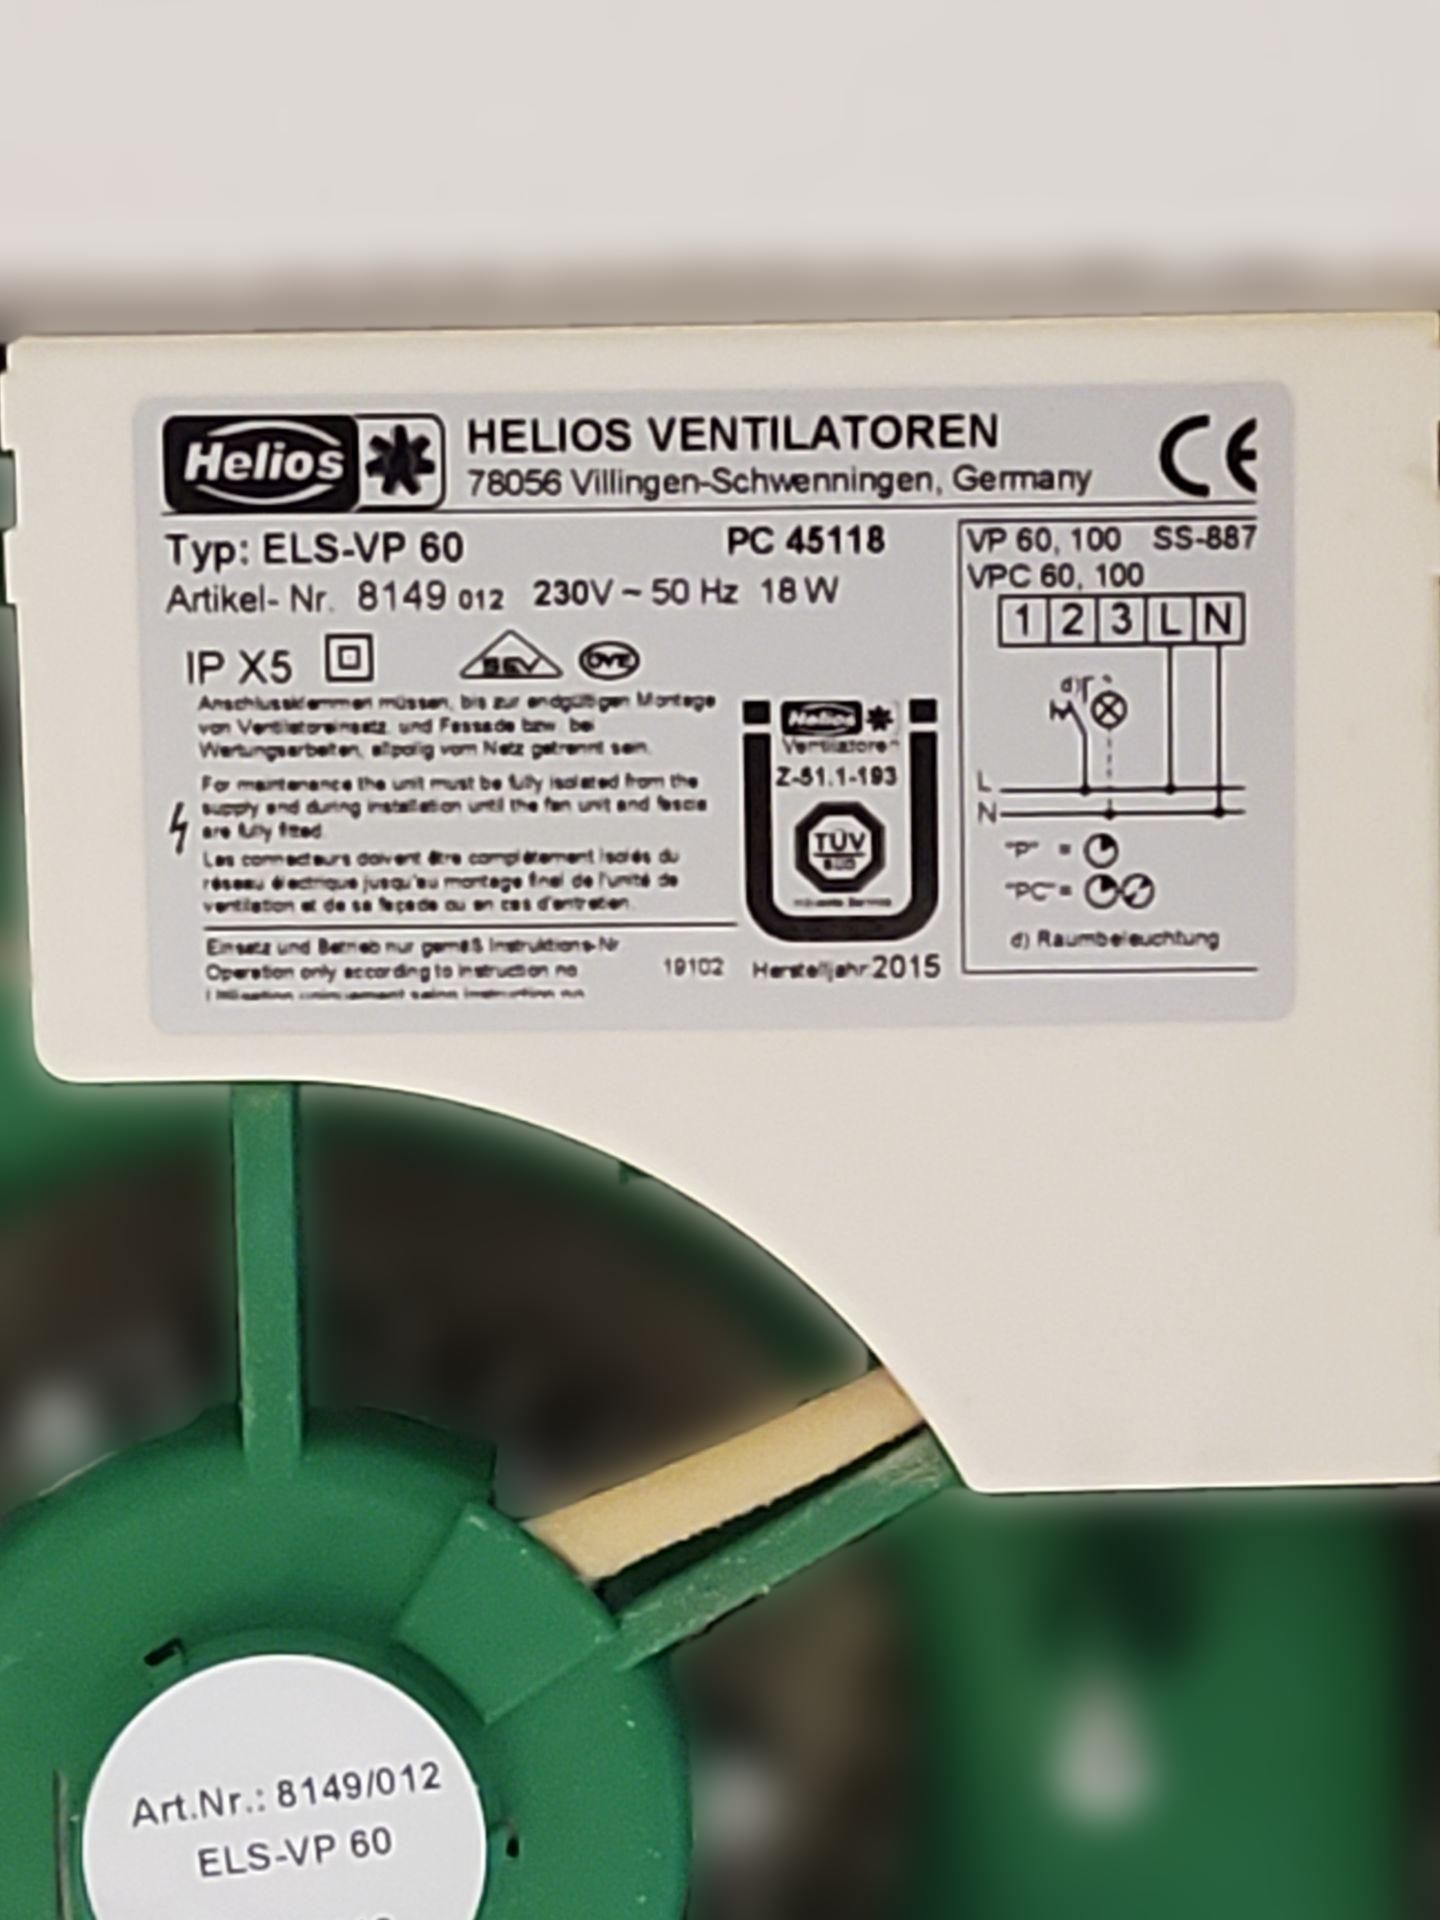 Helios
HELIOS VENTILATOREN
78056 Villingen-Schwenningen, Germany
CE
Typ: ELS-VP 60
PC 45118
Artikel- Nr. 8149 012 230V ~ 50 Hz 18 W
IP X5
SEV
OVE
Anschlussklemmen müssen, bis zur endgültigen Montage
von Ventilatoreinsatz und Fassade bzw. bei
Wartungsarbeiten, allpolig vom Netz getrennt sein.
For maintenance the unit must be fully isolated from the
supply and during installation until the fan unit and fascia
are fully fitted.
Les connecteurs doivent être complètement isolés du
réseau électrique jusqu'au montage final de l'unité de
ventilation et de sa façade ou en cas d'entretien.
Einsatz und Betrieb nur gemäß Instruktions-Nr
Operation only according to instruction no
Utilisation uniquement selon instruction no
19102
Helios
Ventilatoren
Z-51.1-193
TÜV
SÜD
Herstelljahr 2015
VP 60, 100 SS-887
VPC 60, 100
1 2 3 L N
d)
L
N
"P" =
"PC" =
d) Raumbeleuchtung
Art.Nr.: 8149/012
ELS-VP 60